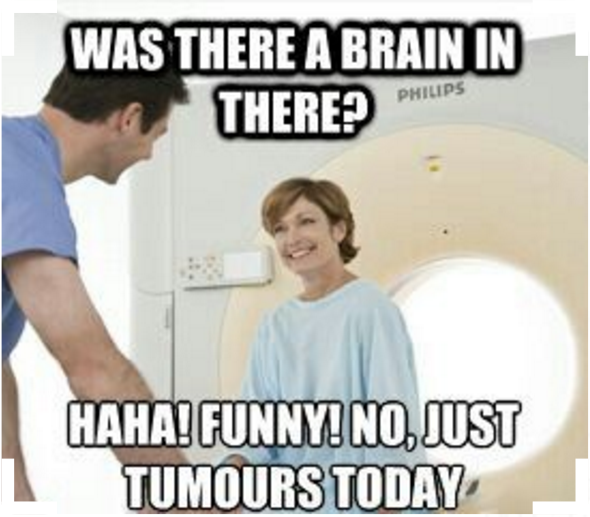 WAS THERE A BRAIN IN
THERE?
PHILIPS
HAHA! FUNNY! NO, JUST
TUMOURS TODAY